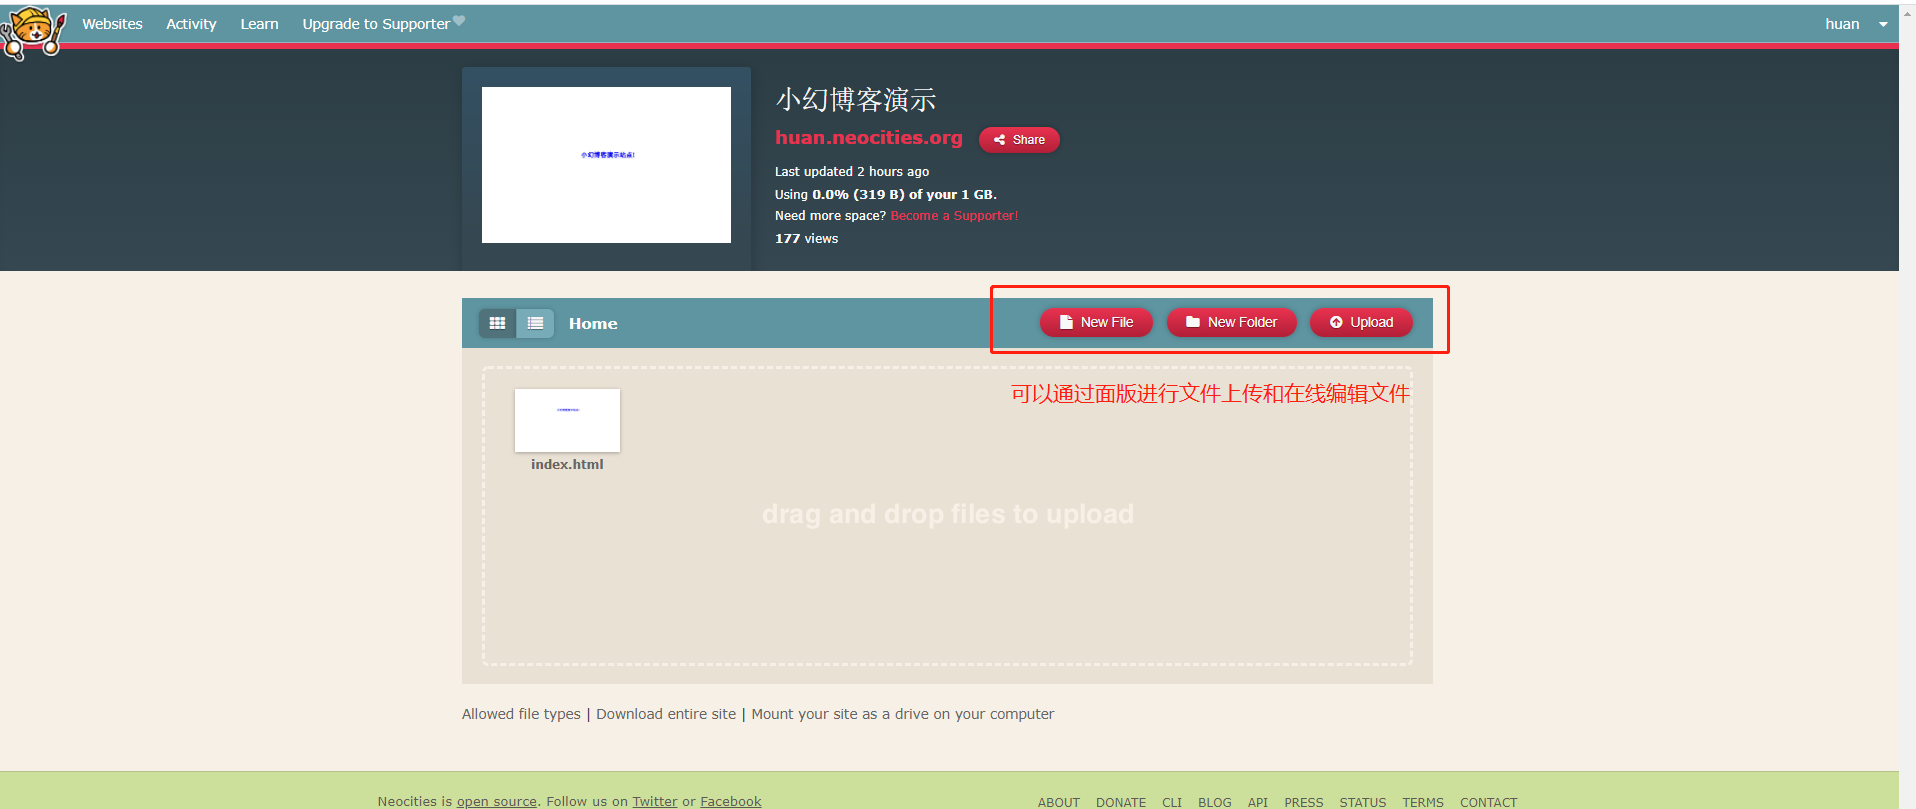 Websites Activity Learn Upgrade to Supporter huan
小幻博客演示
小幻博客演示站点!
huan.neocities.org Share
Last updated 2 hours ago
Using 0.0% (319 B) of your 1 GB.
Need more space? Become a Supporter!
177 views
Home New File New Folder Upload
可以通过面版进行文件上传和在线编辑文件
index.html
drag and drop files to upload
Allowed file types | Download entire site | Mount your site as a drive on your computer
Neocities is open source. Follow us on Twitter or Facebook ABOUT DONATE CLI BLOG API PRESS STATUS TERMS CONTACT